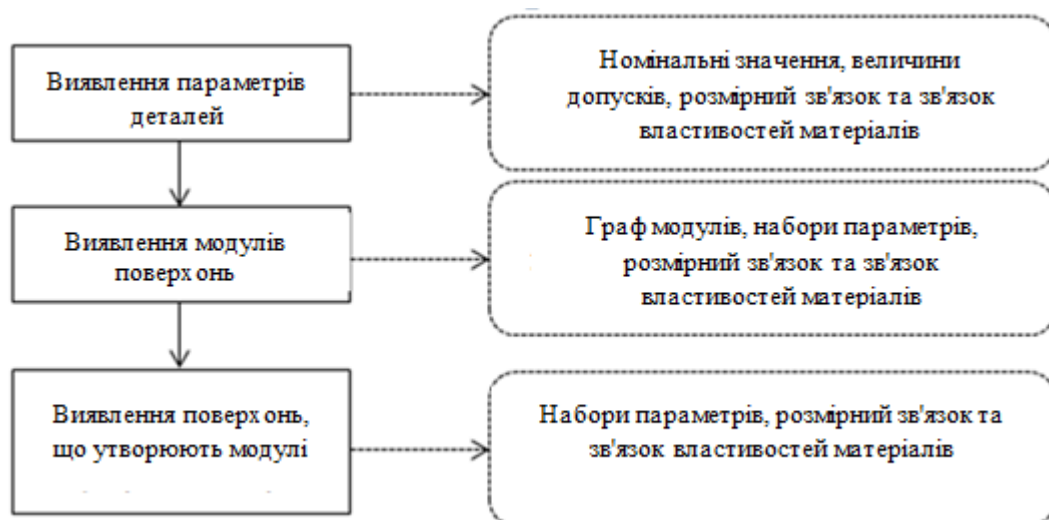 Виявлення параметрів
деталей
Номінальні значення, величини
допусків, розмірний зв'язок та зв'язок
властивостей матеріалів
Виявлення модулів
поверхонь
Граф модулів, набори параметрів,
розмірний зв'язок та зв'язок
властивостей матеріалів
Виявлення поверхонь,
що утворюють модулі
Набори параметрів, розмірний зв'язок та
зв'язок властивостей матеріалів